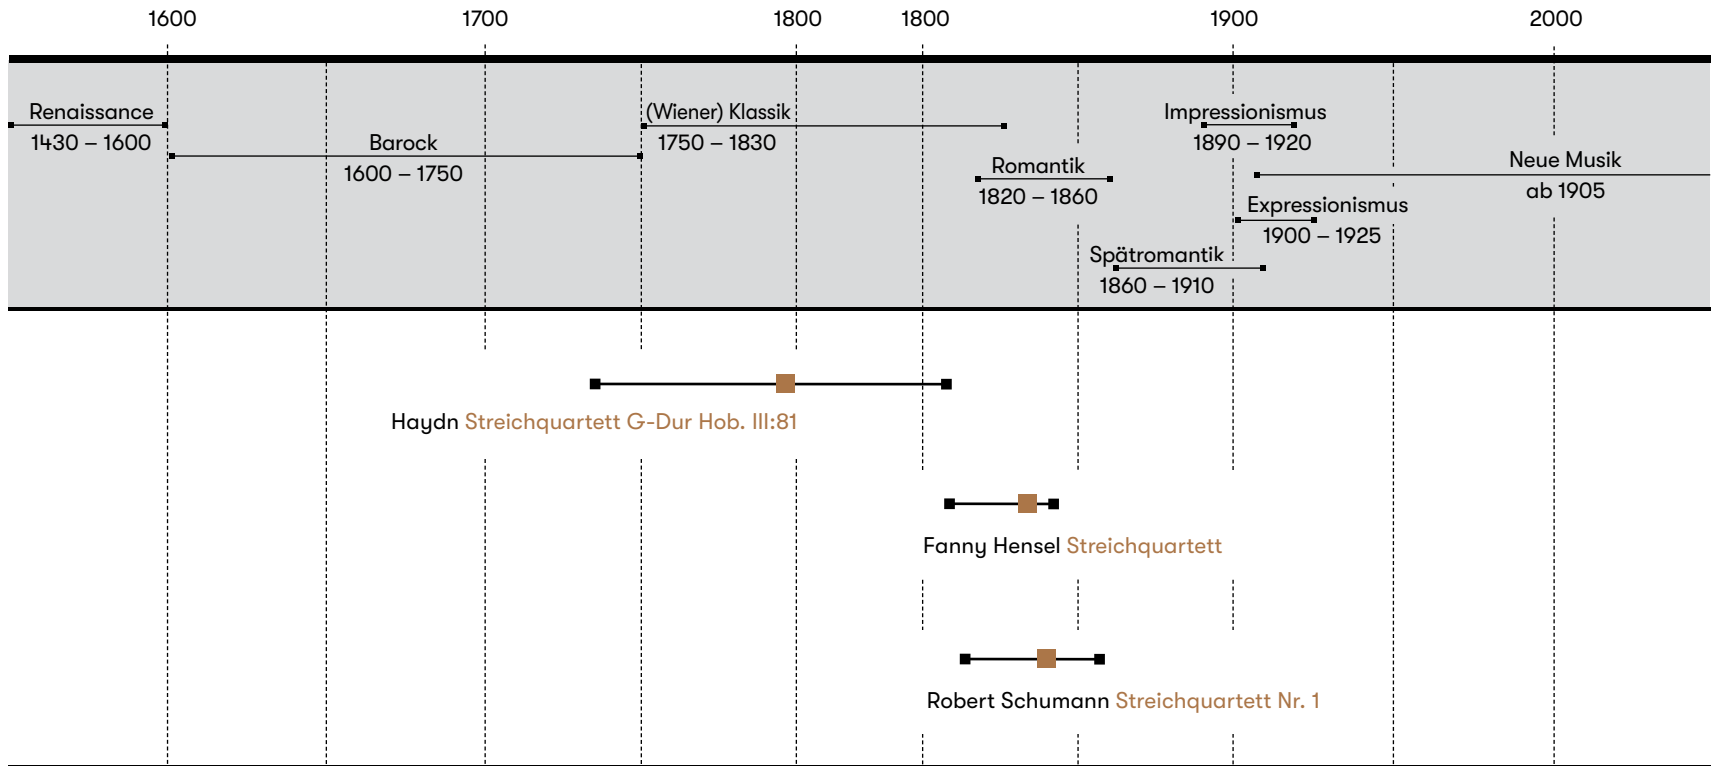 1600 1700 1800 1800 1900 2000
Renaissance
1430 – 1600
Barock
1600 – 1750
(Wiener) Klassik
1750 – 1830
Romantik
1820 – 1860
Spätromantik
1860 – 1910
Impressionismus
1890 – 1920
Expressionismus
1900 – 1925
Neue Musik
ab 1905
Haydn Streichquartett G-Dur Hob. III:81
Fanny Hensel Streichquartett
Robert Schumann Streichquartett Nr. 1